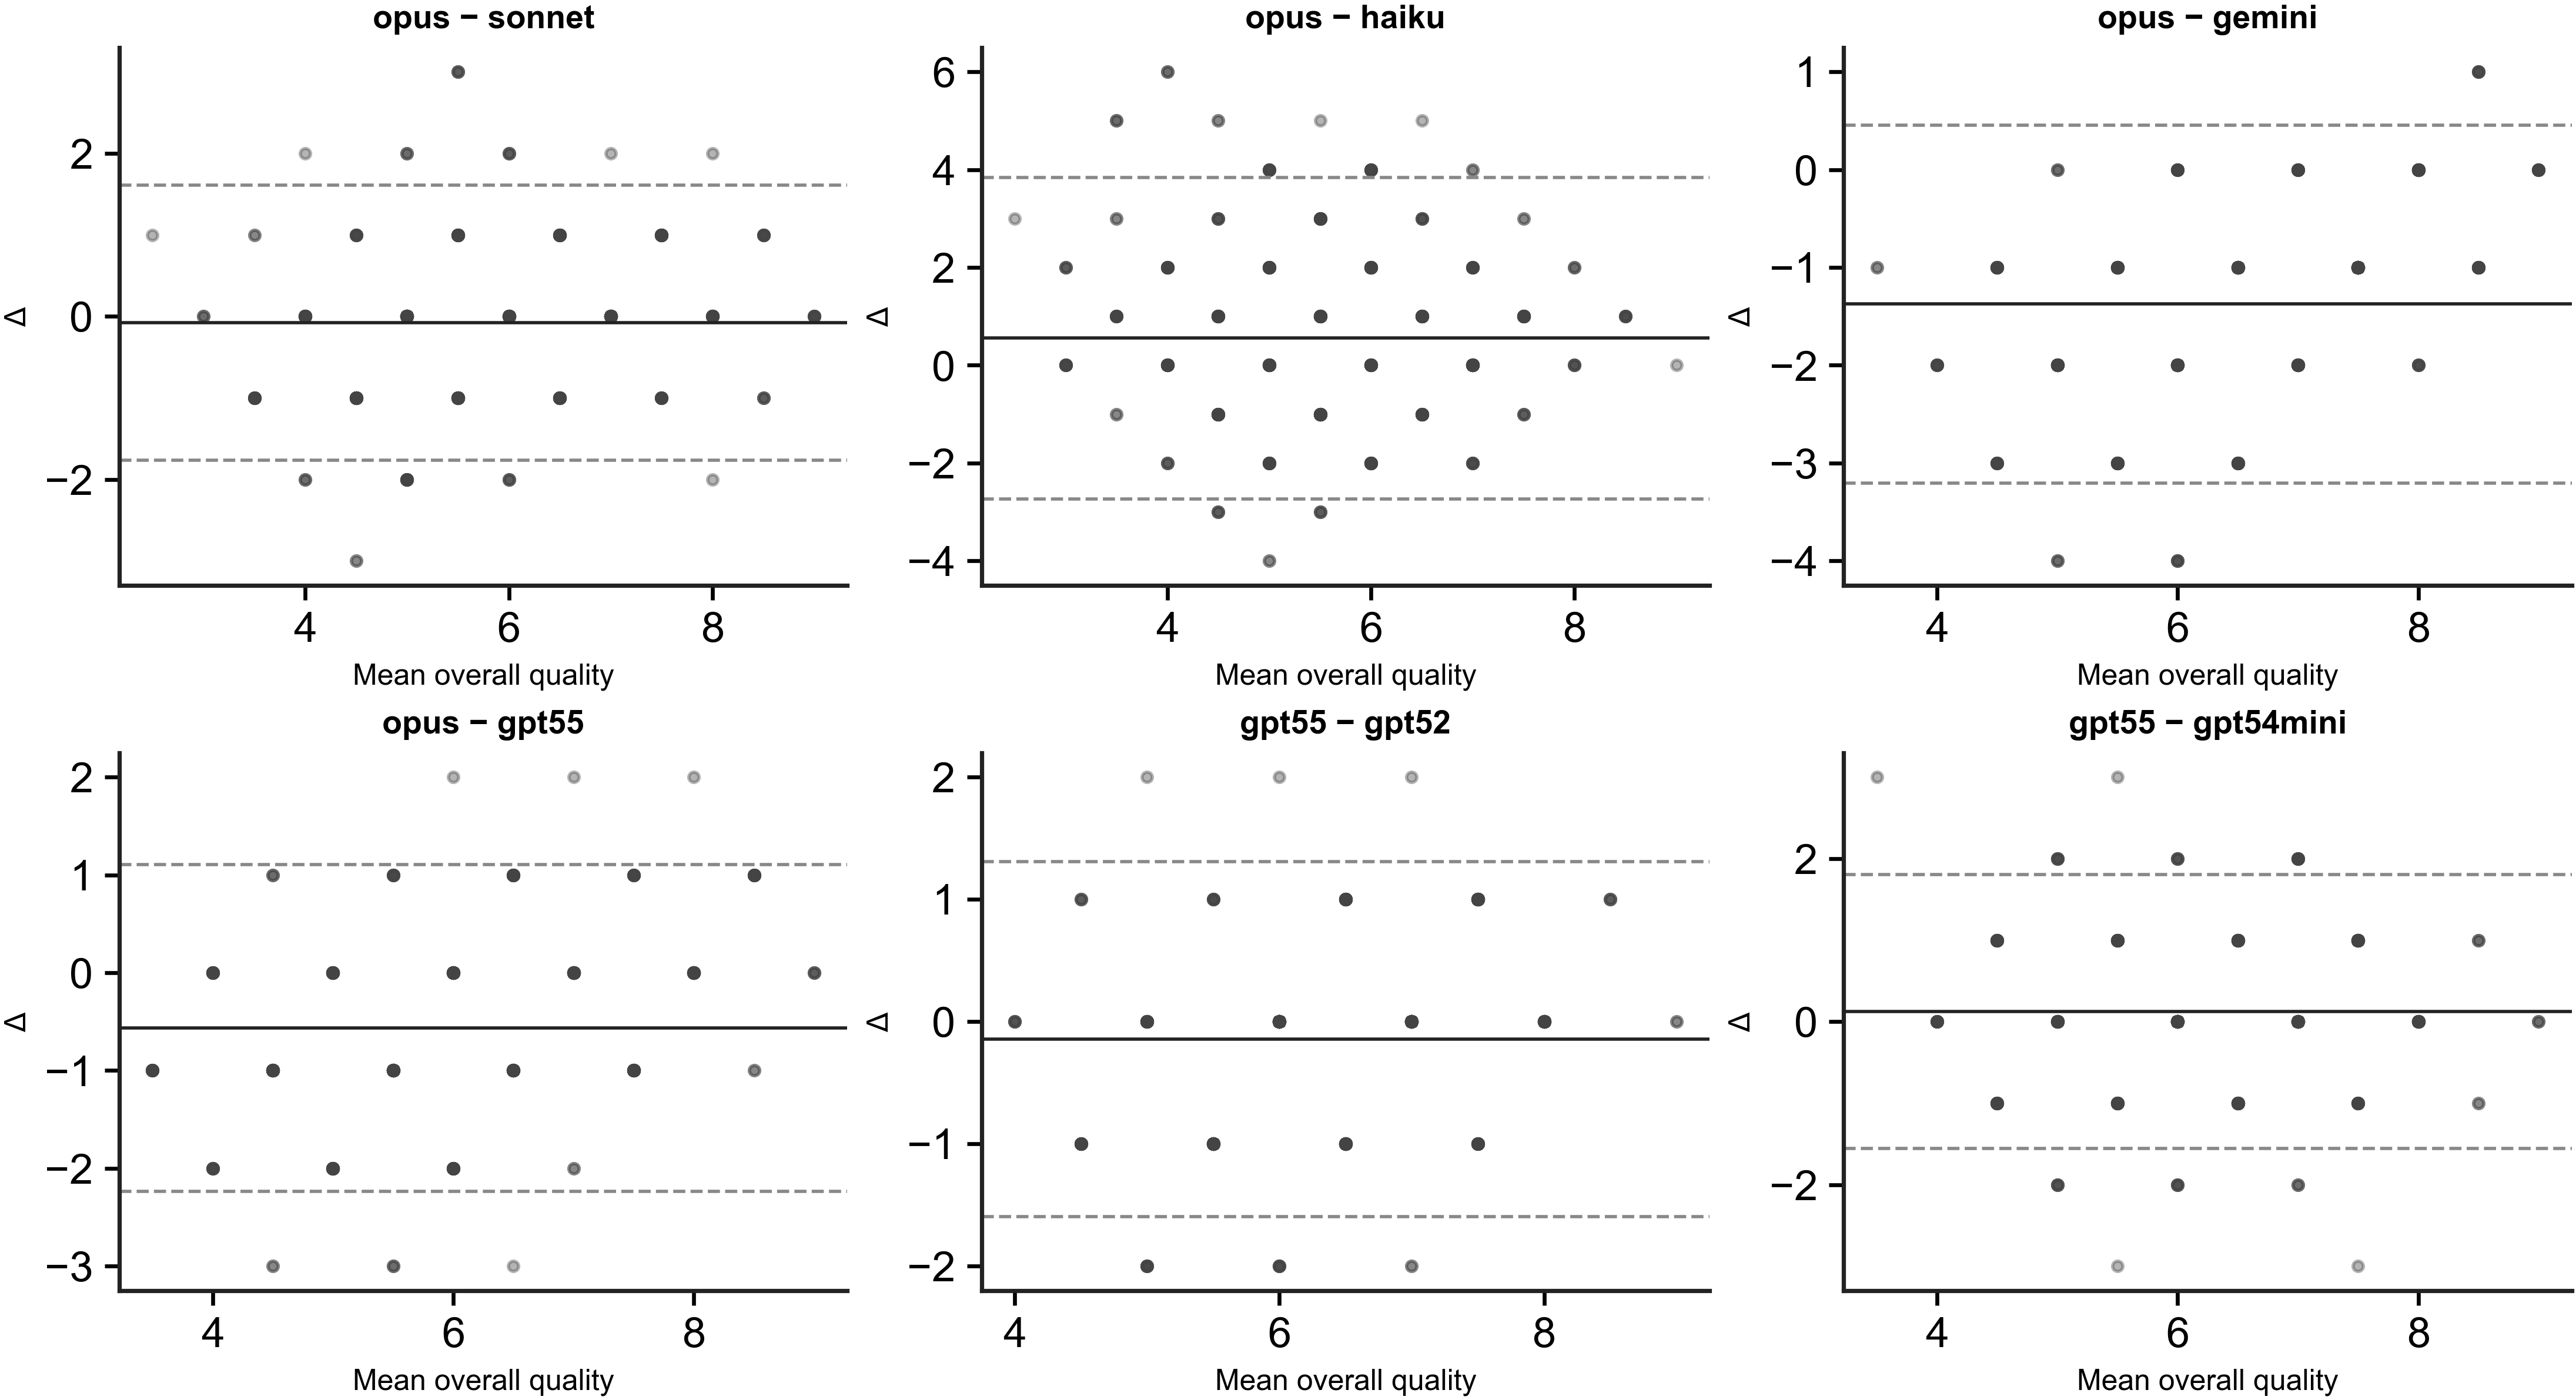 opus − sonnet
2
0
−2
Δ
4 6 8
Mean overall quality
opus − haiku
6
4
2
0
−2
−4
Δ
4 6 8
Mean overall quality
opus − gemini
1
0
−1
−2
−3
−4
Δ
4 6 8
Mean overall quality
opus − gpt55
2
1
0
−1
−2
−3
Δ
4 6 8
Mean overall quality
gpt55 − gpt52
2
1
0
−1
−2
Δ
4 6 8
Mean overall quality
gpt55 − gpt54mini
2
0
−2
Δ
4 6 8
Mean overall quality